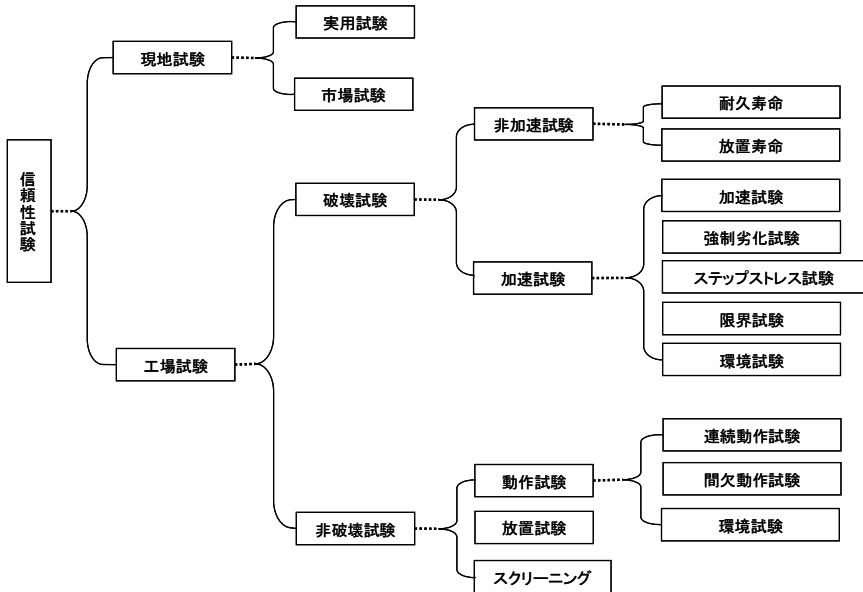 信頼性試験
現地試験
実用試験
市場試験
工場試験
破壊試験
非加速試験
耐久寿命
放置寿命
加速試験
加速試験
強制劣化試験
ステップストレス試験
限界試験
環境試験
非破壊試験
動作試験
連続動作試験
間欠動作試験
環境試験
放置試験
スクリーニング